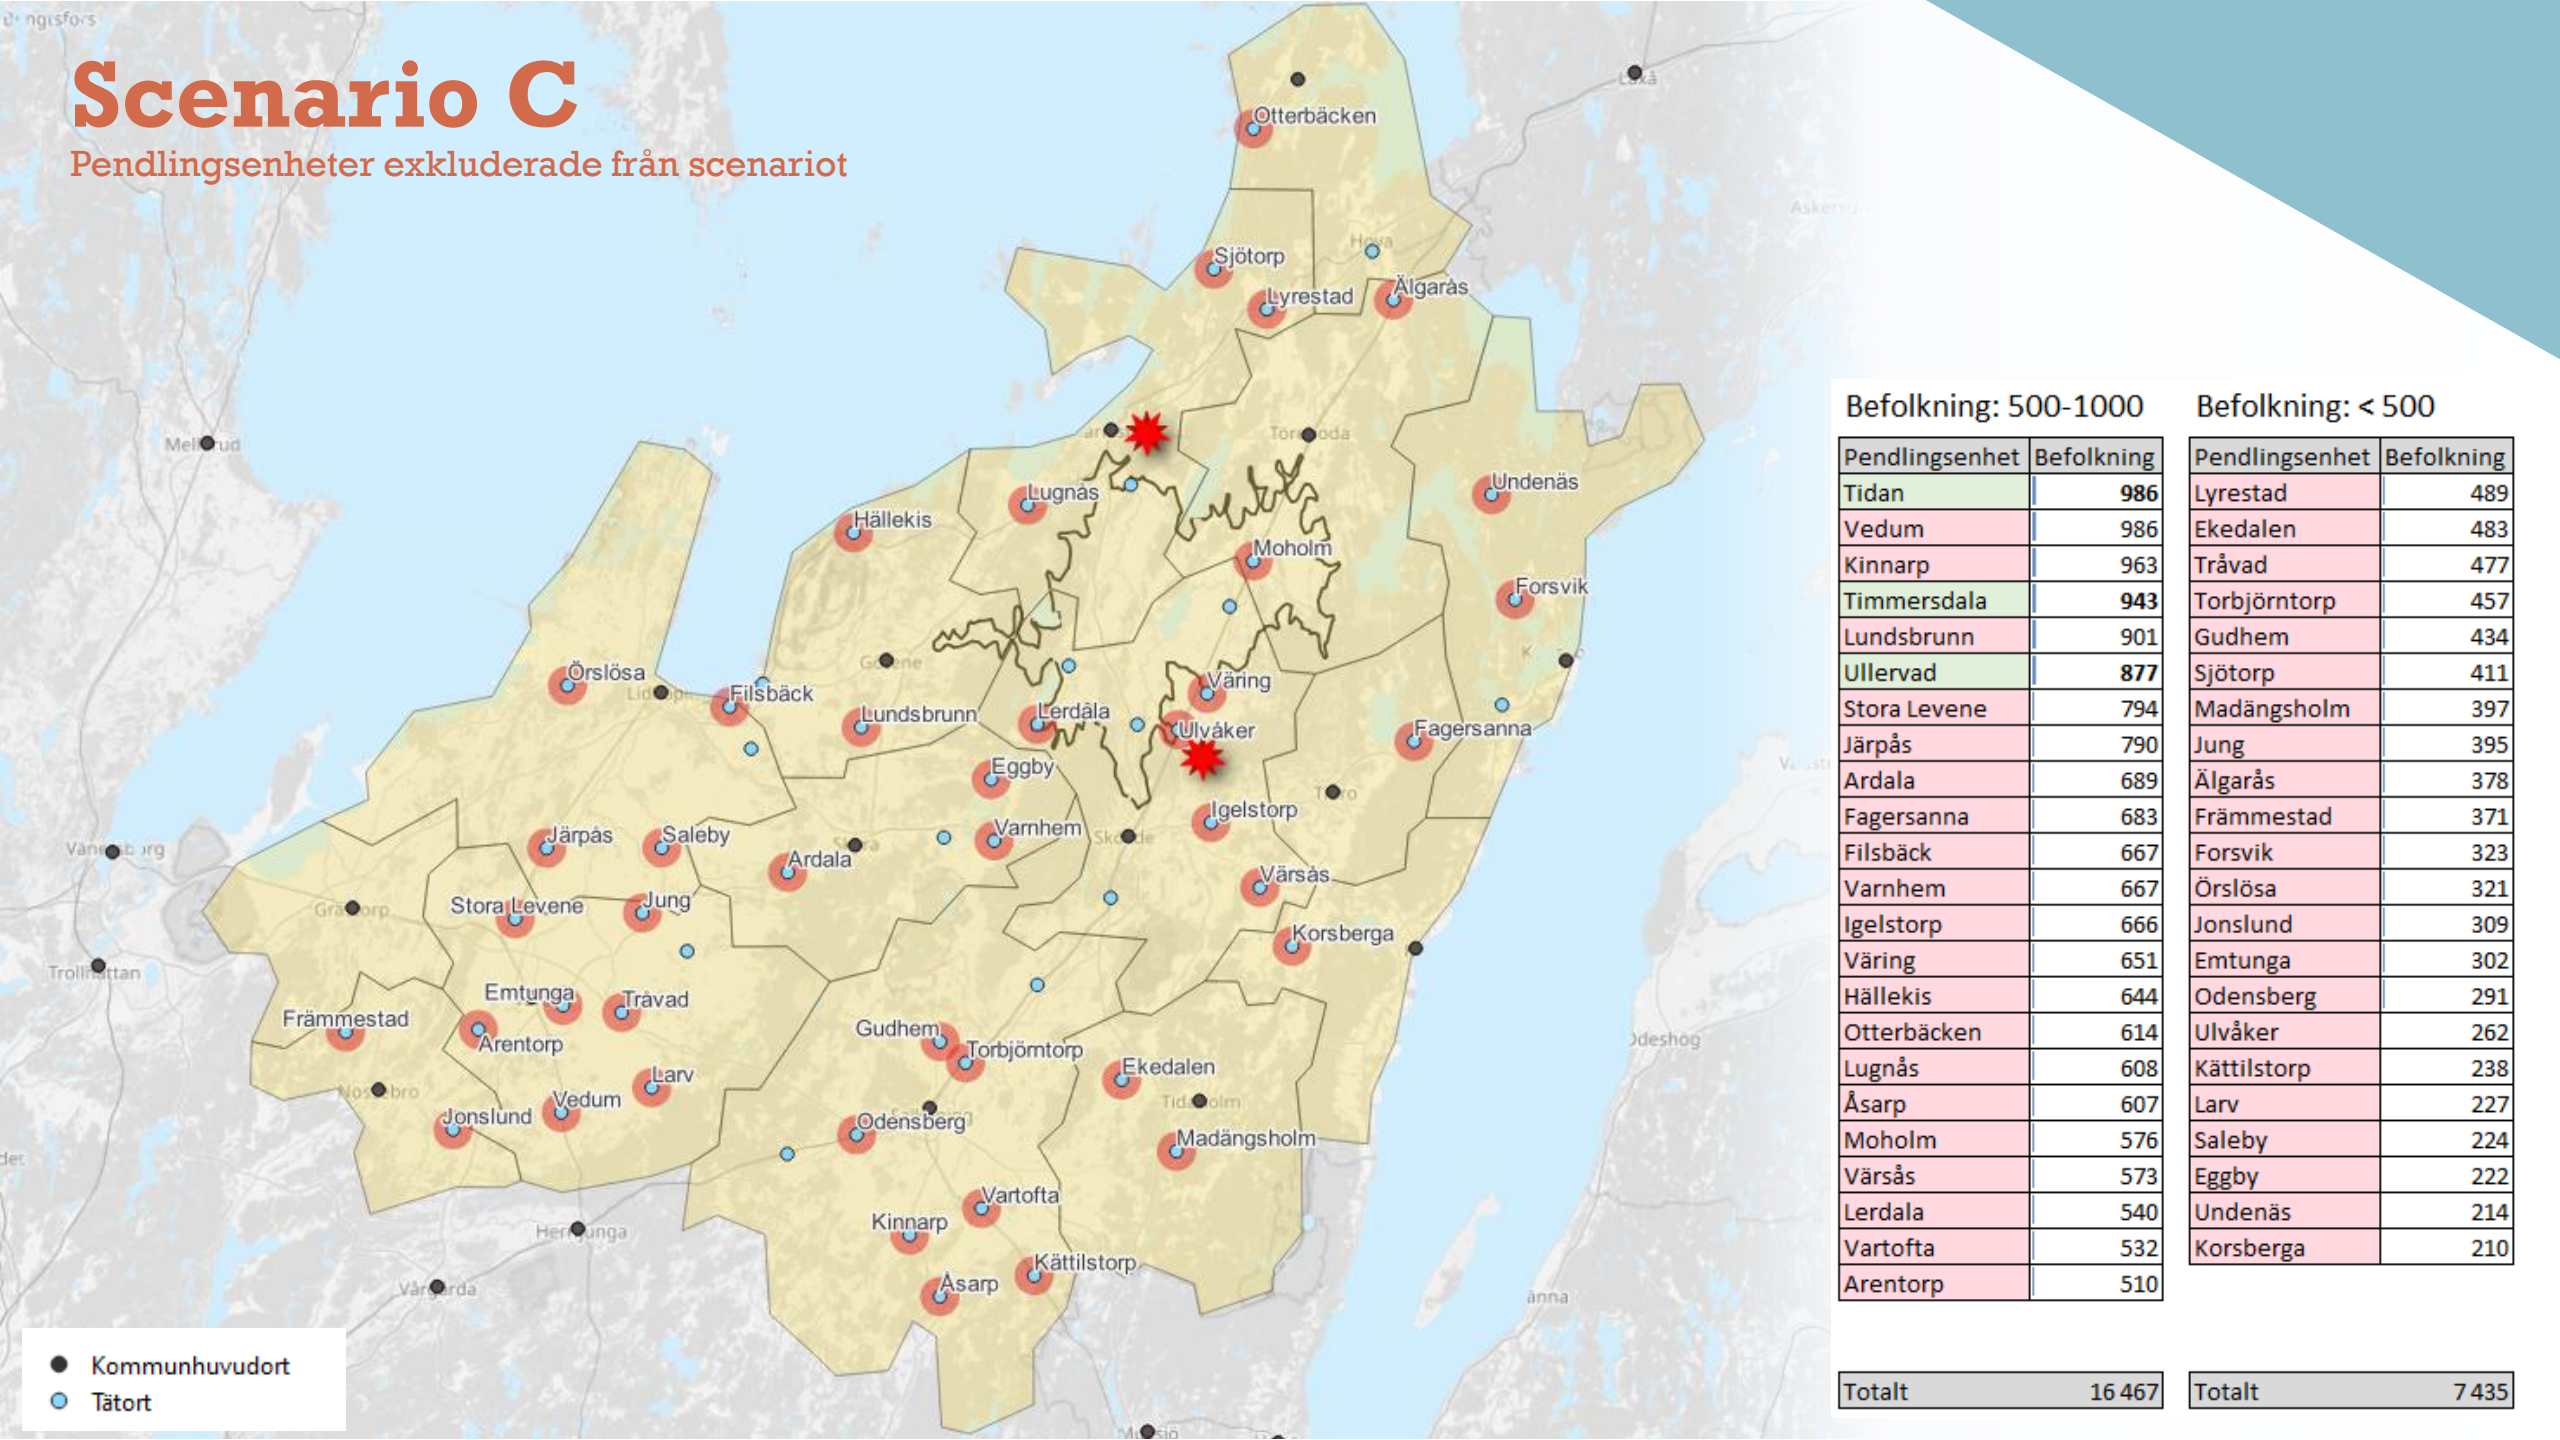 Scenario C
Pendlingsenheter exkluderade från scenariot
Otterbäcken
Sjötorp
Lyrestad
Älgarås
Lugnås
Hällekis
Undenäs
Moholm
Forsvik
Örslösa
Filsbäck
Lundsbrunn
Lerdala
Väring
Ulvåker
Fagersanna
Eggby
Igelstorp
Järpås
Saleby
Ardala
Varnhem
Värsås
Stora Levene
Jung
Korsberga
Emtunga
Tråvad
Främmestad
Arentorp
Gudhem
Torbjörntorp
Ekedalen
Larv
Vedum
Jonslund
Odensberg
Madängsholm
Vartofta
Kinnarp
Kättilstorp
Åsarp
Kommunhuvudort
Tätort
Befolkning: 500-1000
Pendlingsenhet Befolkning
Tidan 986
Vedum 986
Kinnarp 963
Timmersdala 943
Lundsbrunn 901
Ullervad 877
Stora Levene 794
Järpås 790
Ardala 689
Fagersanna 683
Filsbäck 667
Varnhem 667
Igelstorp 666
Väring 651
Hällekis 644
Otterbäcken 614
Lugnås 608
Åsarp 607
Moholm 576
Värsås 573
Lerdala 540
Vartofta 532
Arentorp 510
Totalt 16 467
Befolkning: < 500
Pendlingsenhet Befolkning
Lyrestad 489
Ekedalen 483
Tråvad 477
Torbjörntorp 457
Gudhem 434
Sjötorp 411
Madängsholm 397
Jung 395
Älgarås 378
Främmestad 371
Forsvik 323
Örslösa 321
Jonslund 309
Emtunga 302
Odensberg 291
Ulvåker 262
Kättilstorp 238
Larv 227
Saleby 224
Eggby 222
Undenäs 214
Korsberga 210
Totalt 7 435